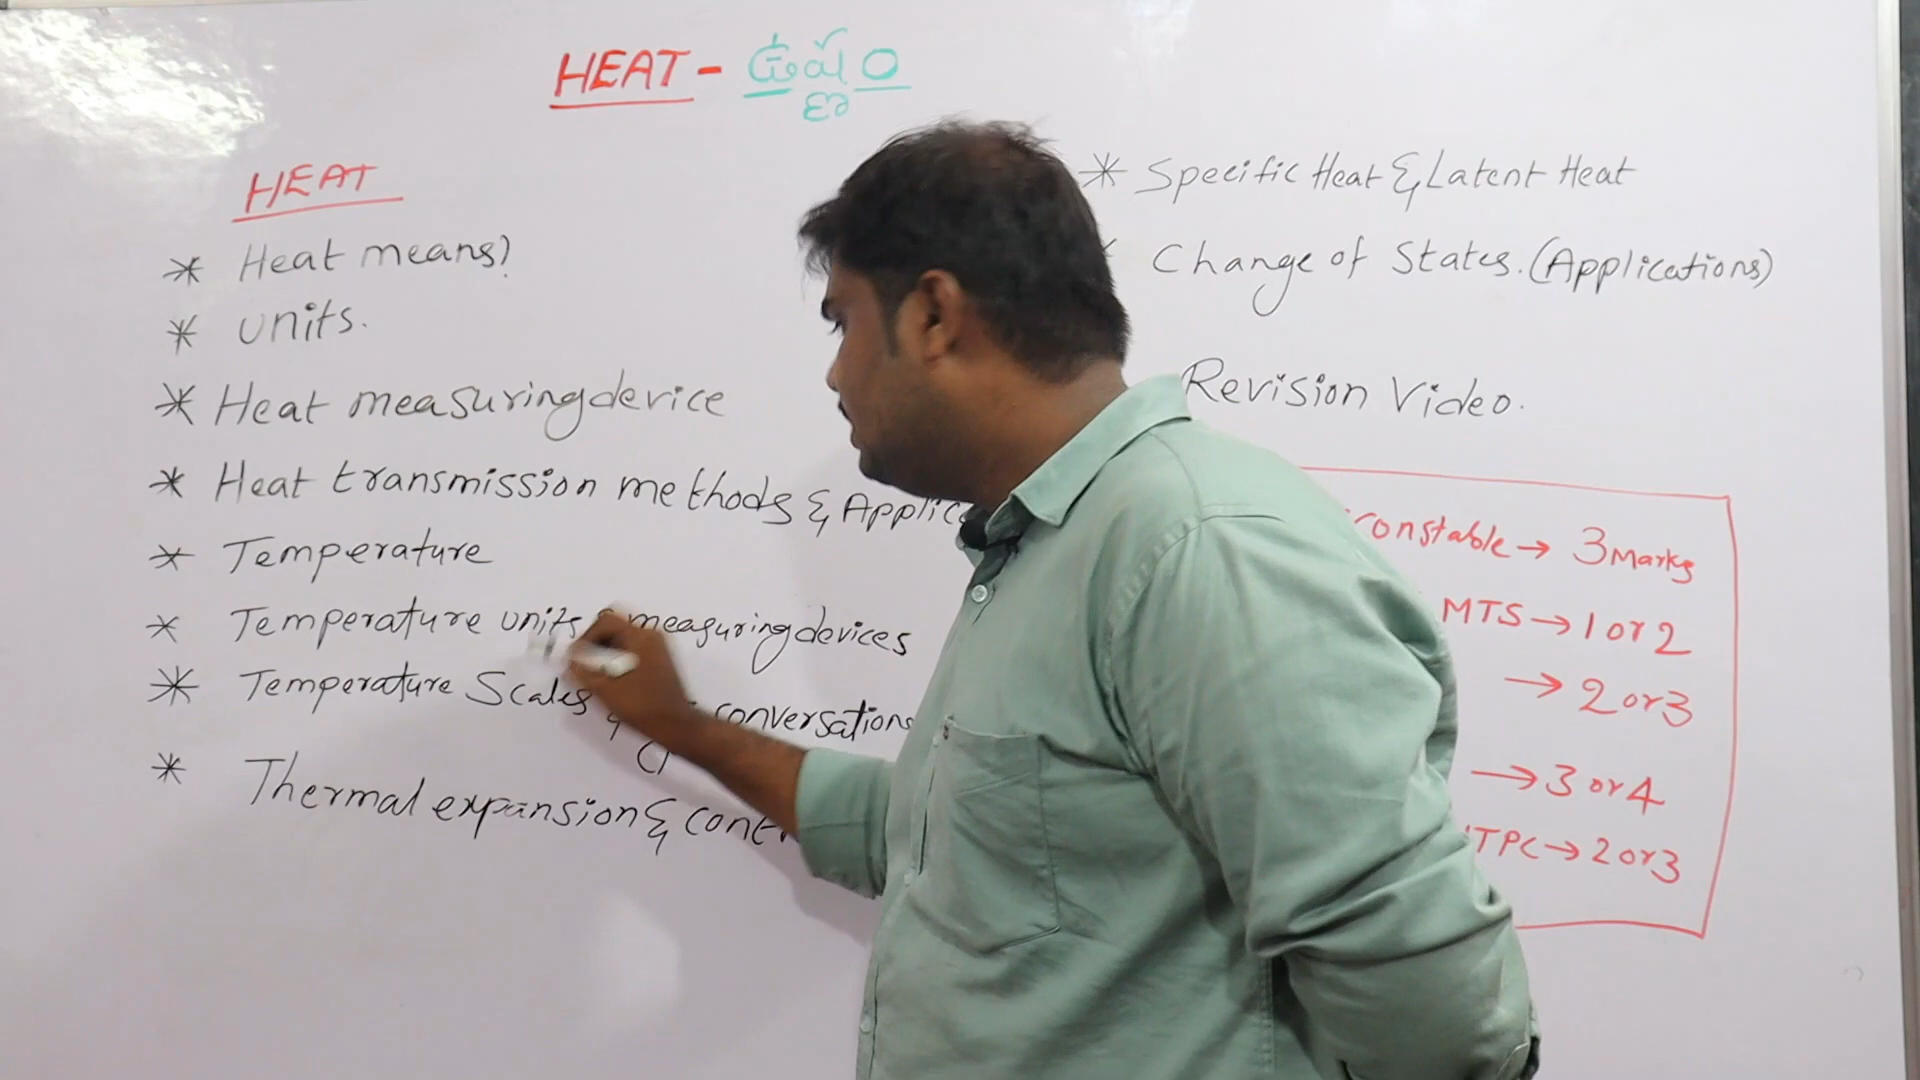 HEAT - ఉష్ణం
HEAT
* Heat means?
* Units.
* Heat measuring device
* Heat transmission methods & Applic
* Temperature
* Temperature units measuring devices
* Temperature Scales & conversations
* Thermal expansion & cont
* Specific Heat & Latent Heat
Change of States. (Applications)
Revision Video.
constable → 3 Marks
MTS → 1 or 2
→ 2 or 3
→ 3 or 4
TPC → 2 or 3